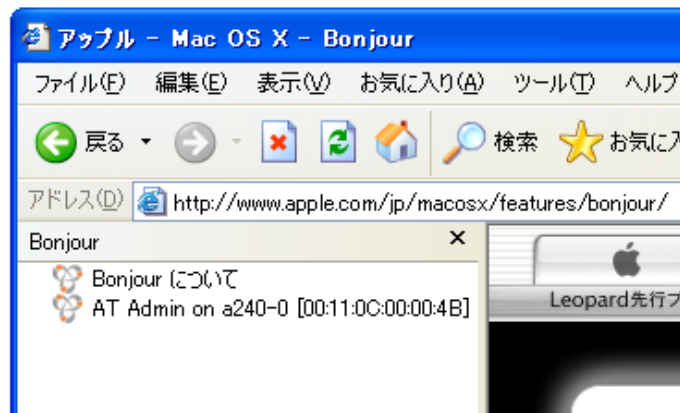 アップル - Mac OS X - Bonjour
ファイル(F) 編集(E) 表示(V) お気に入り(A) ツール(T) ヘルプ
戻る 検索 お気に入
アドレス(D) http://www.apple.com/jp/macosx/features/bonjour/
Bonjour
Bonjour について
AT Admin on a240-0 [00:11:0C:00:00:4B]
Leopard先行プ